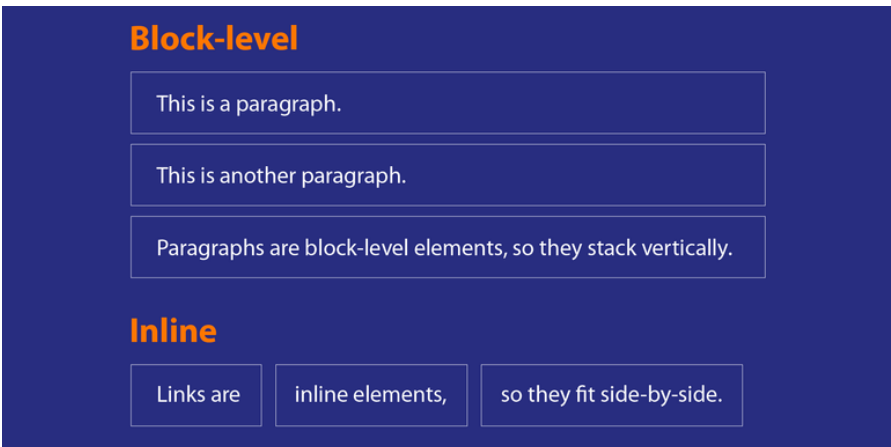 Block-level
This is a paragraph.
This is another paragraph.
Paragraphs are block-level elements, so they stack vertically.
Inline
Links are inline elements, so they fit side-by-side.